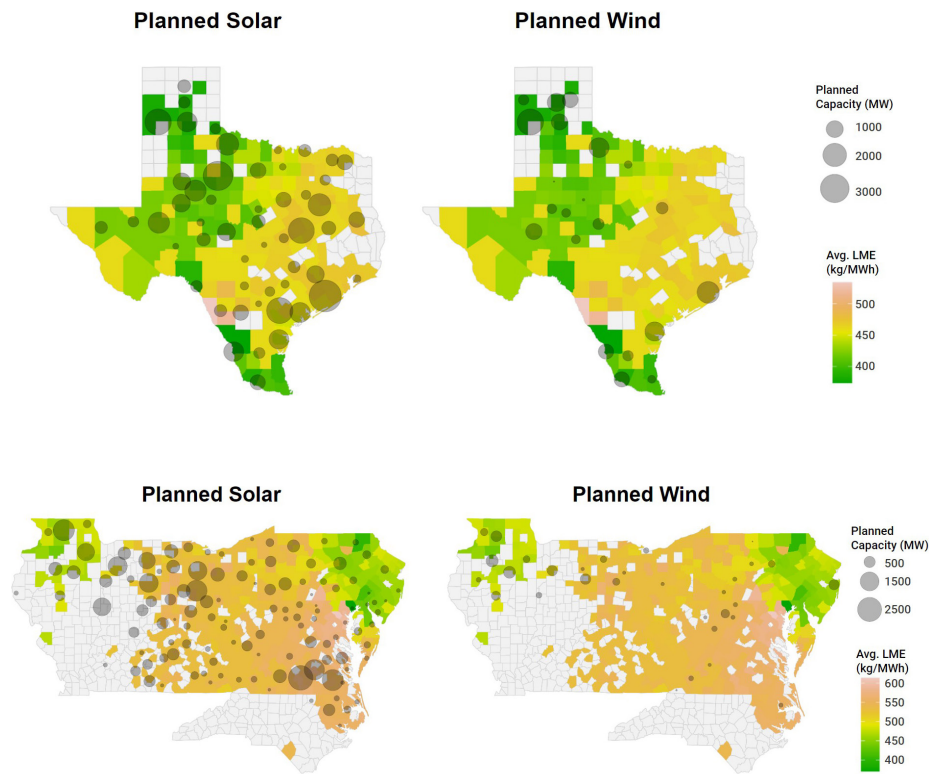 Planned Solar
Planned Wind
Planned
Capacity (MW)
1000
2000
3000
Avg. LME
(kg/MWh)
500
450
400
Planned Solar
Planned Wind
Planned
Capacity (MW)
500
1500
2500
Avg. LME
(kg/MWh)
600
550
500
450
400